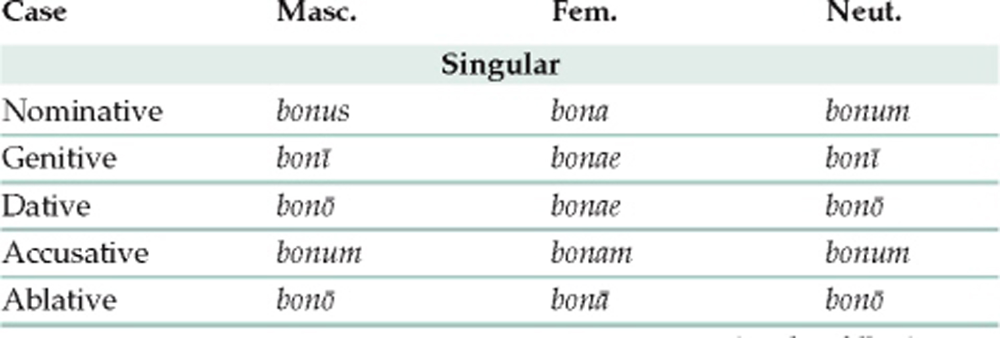 Case Masc. Fem. Neut.
Singular
Nominative bonus bona bonum
Genitive bonī bonae bonī
Dative bonō bonae bonō
Accusative bonum bonam bonum
Ablative bonō bonā bonō